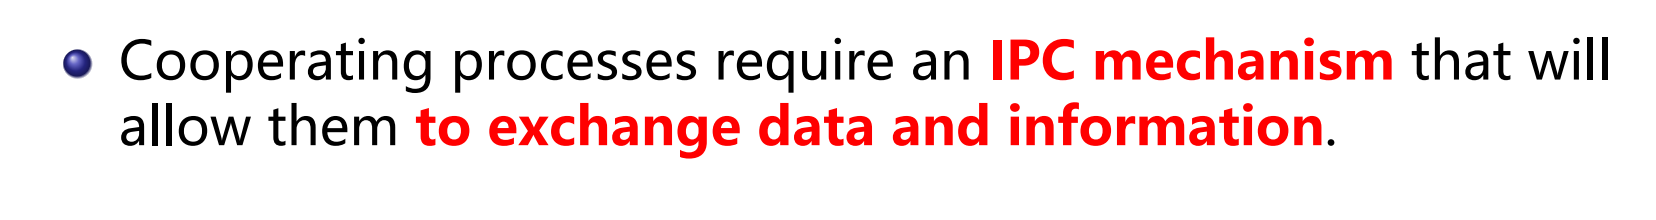 Cooperating processes require an IPC mechanism that will
allow them to exchange data and information.